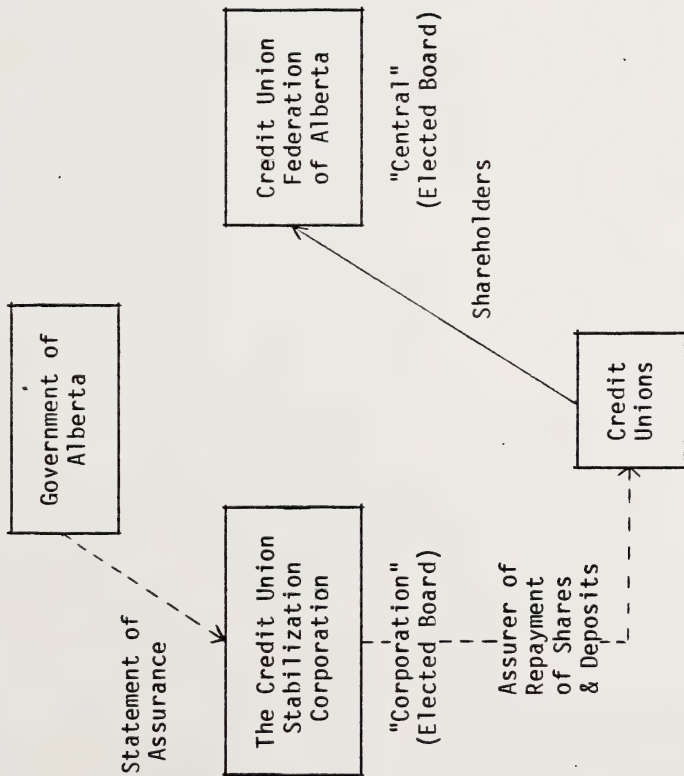 Government of
Alberta
Statement of
Assurance
The Credit Union
Stabilization
Corporation
"Corporation"
(Elected Board)
Assurer of
Repayment
of Shares
& Deposits
Credit Union
Federation
of Alberta
"Central"
(Elected Board)
Shareholders
Credit
Unions